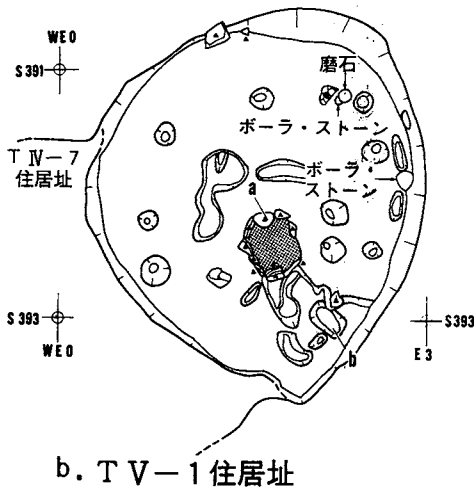 WE0
S391
磨石
ボーラ・ストーン
TⅣ-7
住居址
ボーラ・
ストーン
a
S393
WE0
S393
E3
b
b. TⅤ-1住居址